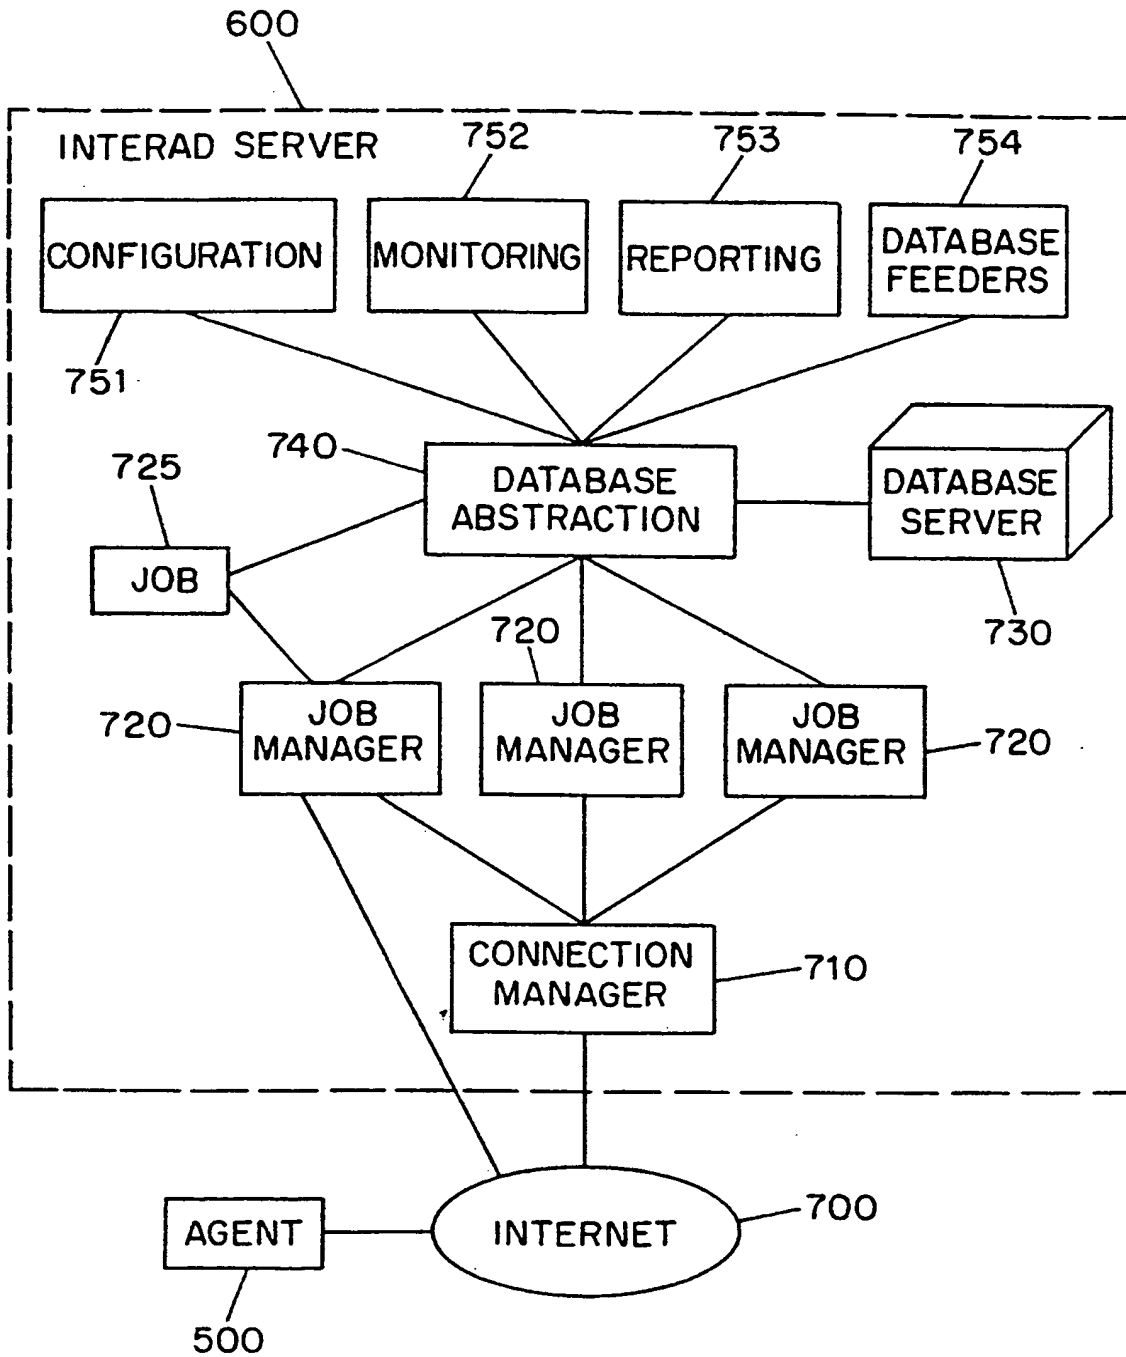 600
INTERAD SERVER
752
753
754
CONFIGURATION
MONITORING
REPORTING
DATABASE
FEEDERS
751
740
725
DATABASE
ABSTRACTION
DATABASE
SERVER
JOB
730
720
720
JOB
MANAGER
JOB
MANAGER
JOB
MANAGER
720
CONNECTION
MANAGER
710
AGENT
INTERNET
700
500